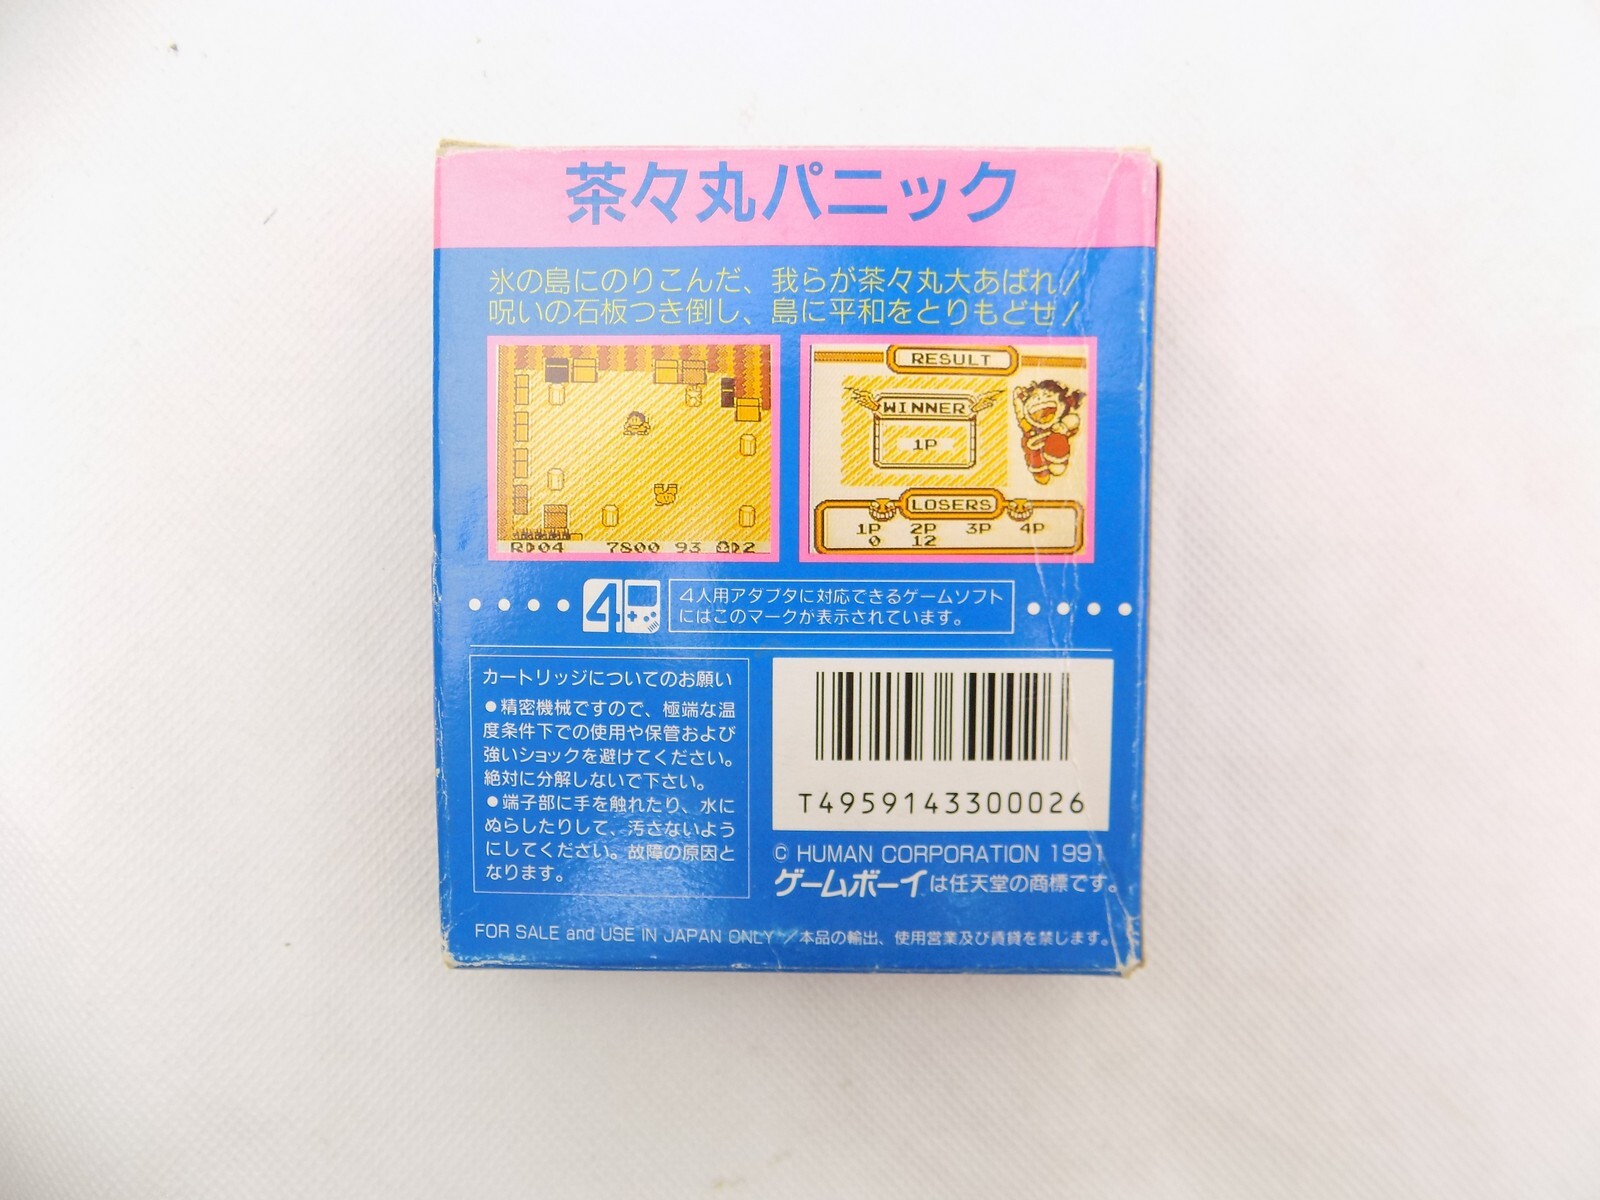 茶々丸パニック
氷の島にのりこんだ、我らが茶々丸大あばれ!
呪いの石板つき倒し、島に平和をとりもどせ!
RESULT
WINNER
1P
LOSERS
1P 2P 3P 4P
0 12
R 04 7800 93 2
4
4人用アダプタに対応できるゲームソフト
にはこのマークが表示されています。
カートリッジについてのお願い
●精密機械ですので、極端な温
度条件下での使用や保管および
強いショックを避けてください。
絶対に分解しないで下さい。
●端子部に手を触れたり、水に
ぬらしたりして、汚さないよう
にしてください。故障の原因と
なります。
T4959143300026
© HUMAN CORPORATION 1991
ゲームボーイは任天堂の商標です。
FOR SALE and USE IN JAPAN ONLY/本品の輸出、使用営業及び賃貸を禁じます。